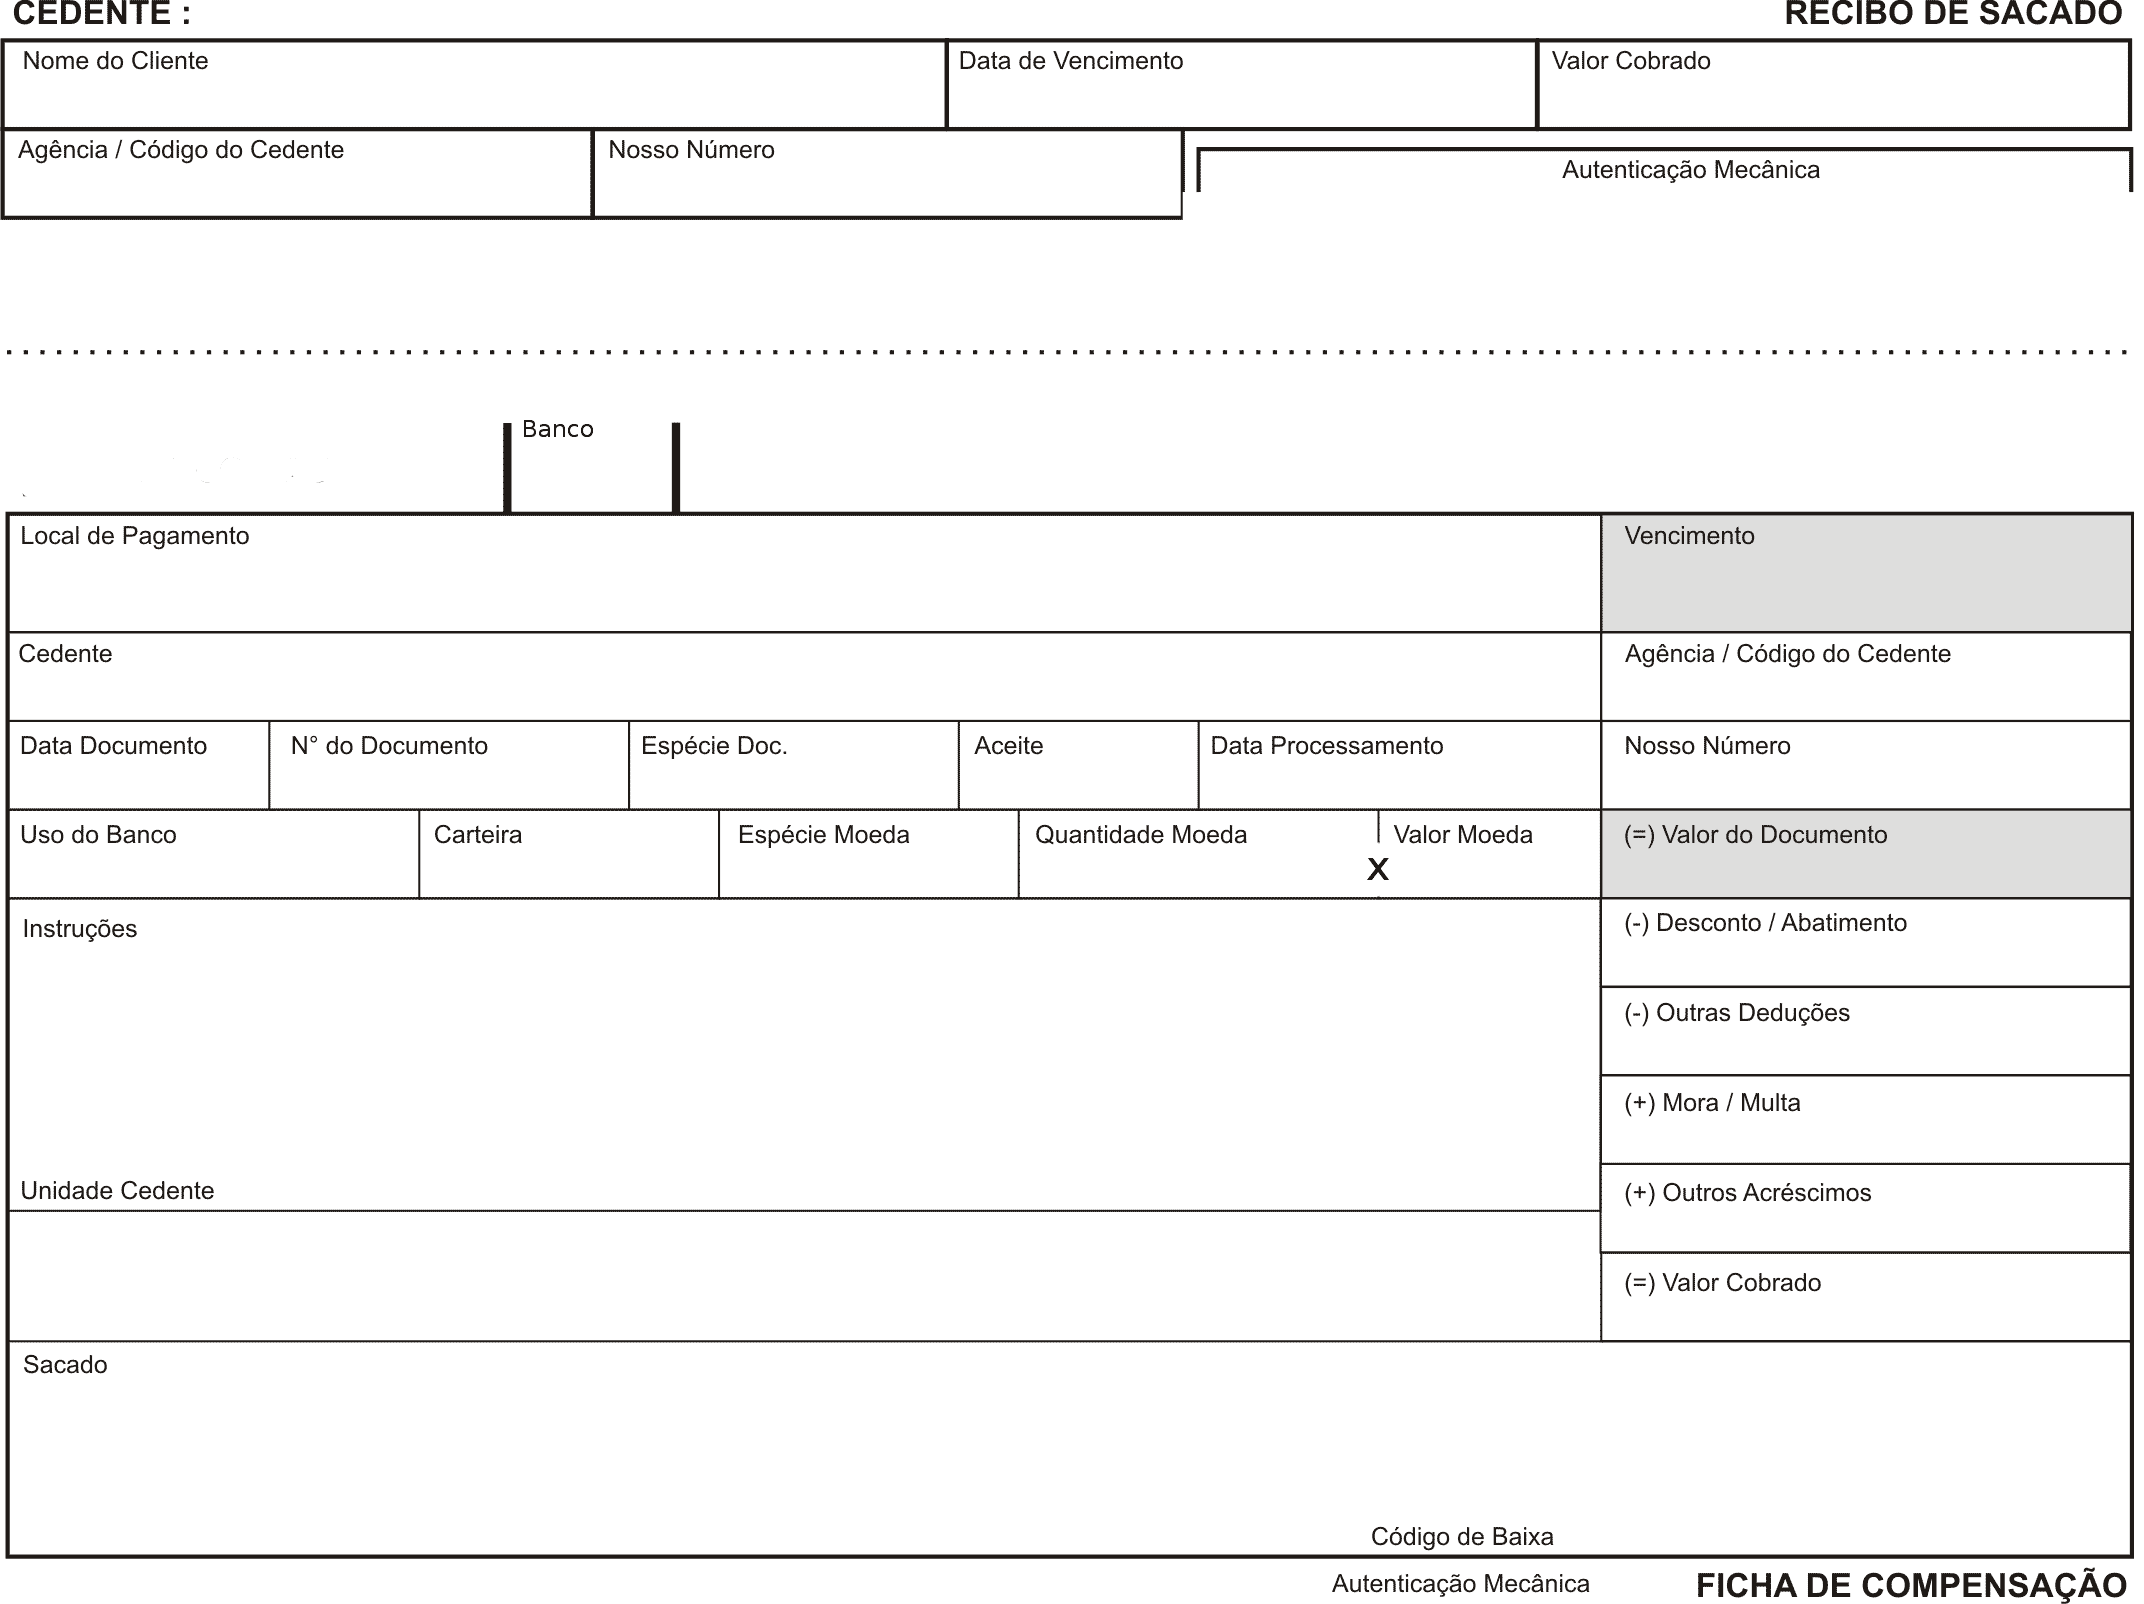 CEDENTE : RECIBO DE SACADO
Nome do Cliente Data de Vencimento Valor Cobrado
Agência / Código do Cedente Nosso Número Autenticação Mecânica
Banco
Local de Pagamento Vencimento
Cedente Agência / Código do Cedente
Data Documento N° do Documento Espécie Doc. Aceite Data Processamento Nosso Número
Uso do Banco Carteira Espécie Moeda Quantidade Moeda Valor Moeda (=) Valor do Documento
X
Instruções (-) Desconto / Abatimento
(-) Outras Deduções
(+) Mora / Multa
Unidade Cedente (+) Outros Acréscimos
(=) Valor Cobrado
Sacado
Código de Baixa
Autenticação Mecânica FICHA DE COMPENSAÇÃO